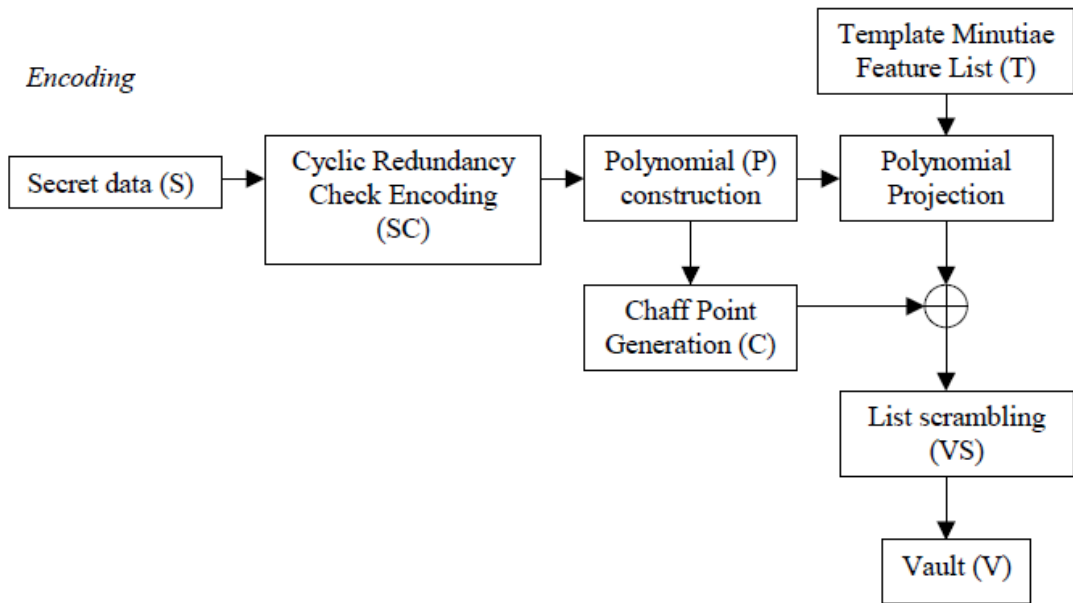 Template Minutiae
Feature List (T)
Encoding
Secret data (S)
Cyclic Redundancy
Check Encoding
(SC)
Polynomial (P)
construction
Polynomial
Projection
Chaff Point
Generation (C)
List scrambling
(VS)
Vault (V)